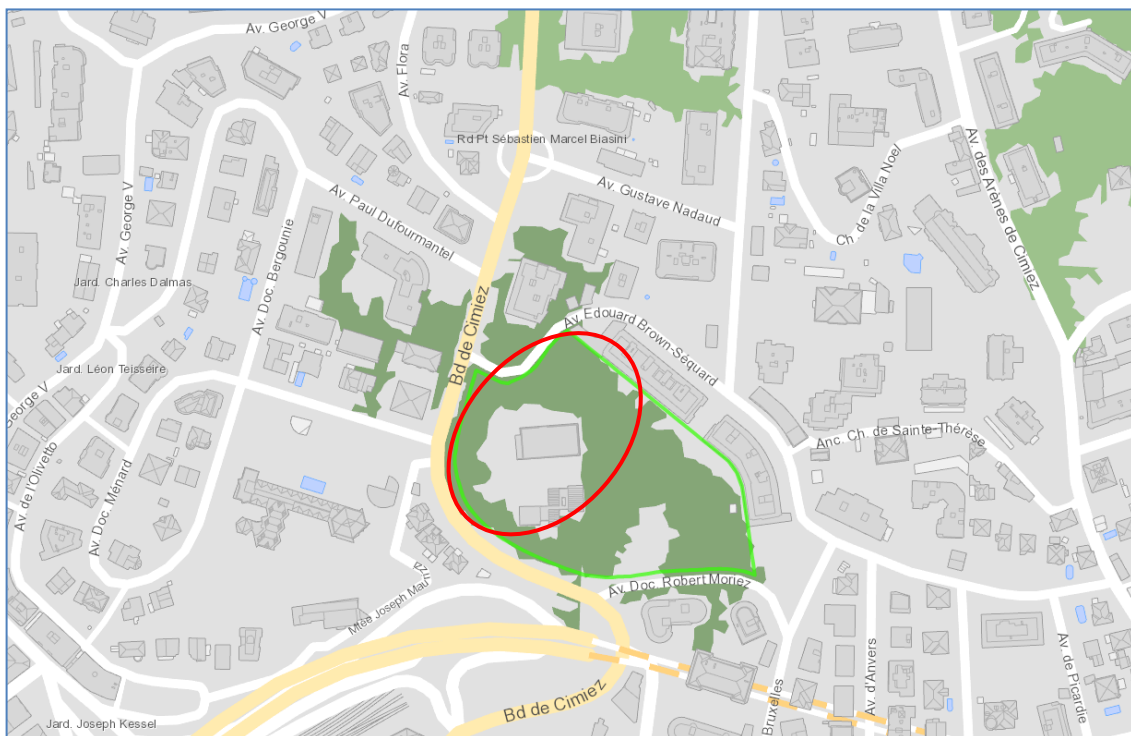 Av. George V
Av. Flora
Rd Pt Sébastien Marcel Biasini
Av. Gustave Nadaud
Av. des Arènes de Cimiez
Ch. de la Villa Noel
Av. Paul Dufourmantel
Av. George V
Av. Doc. Bergounie
Jard. Charles Dalmas
Bd de Cimiez
Av. Edouard Brown-Séquard
Jard. Léon Teisseire
George V
Anc. Ch. de Sainte-Thérèse
Av. de l'Olivetto
Av. Doc. Ménard
Av. Doc. Robert Moriez
Mtée Joseph Mau
rizzi
Bd de Cimiez
Bruxelles
Av. d'Anvers
Av. de Picardie
Jard. Joseph Kessel